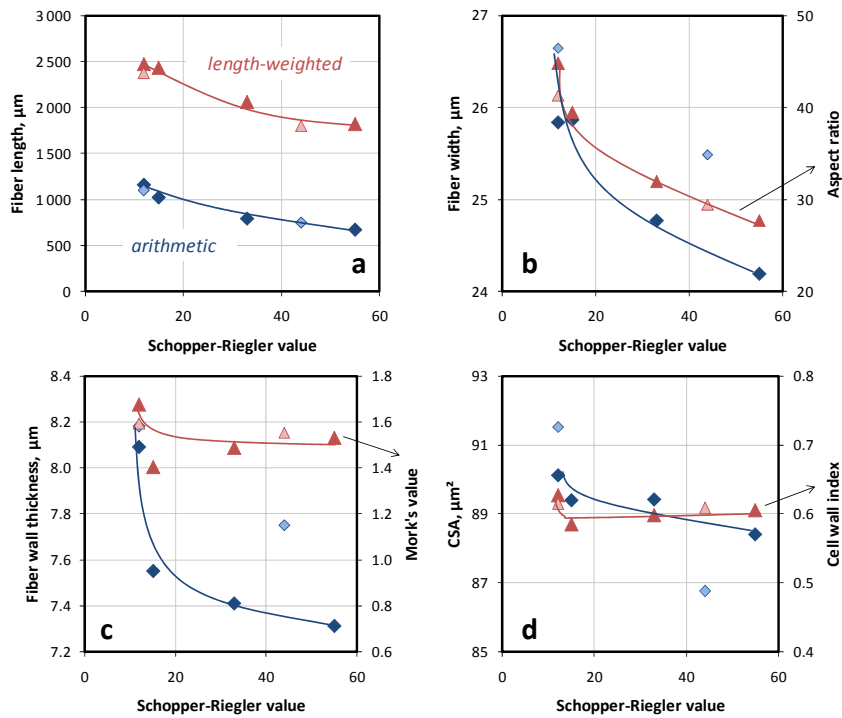 3 000
2 500
2 000
1 500
1 000
500
0
Fiber length, µm
length-weighted
arithmetic
a
0 20 40 60
Schopper-Riegler value
27
26
25
24
Fiber width, µm
50
40
30
20
Aspect ratio
b
0 20 40 60
Schopper-Riegler value
8.4
8.2
8.0
7.8
7.6
7.4
7.2
Fiber wall thickness, µm
1.8
1.6
1.4
1.2
1.0
0.8
0.6
Mork's value
c
0 20 40 60
Schopper-Riegler value
93
91
89
87
85
CSA, µm²
0.8
0.7
0.6
0.5
0.4
Cell wall index
d
0 20 40 60
Schopper-Riegler value